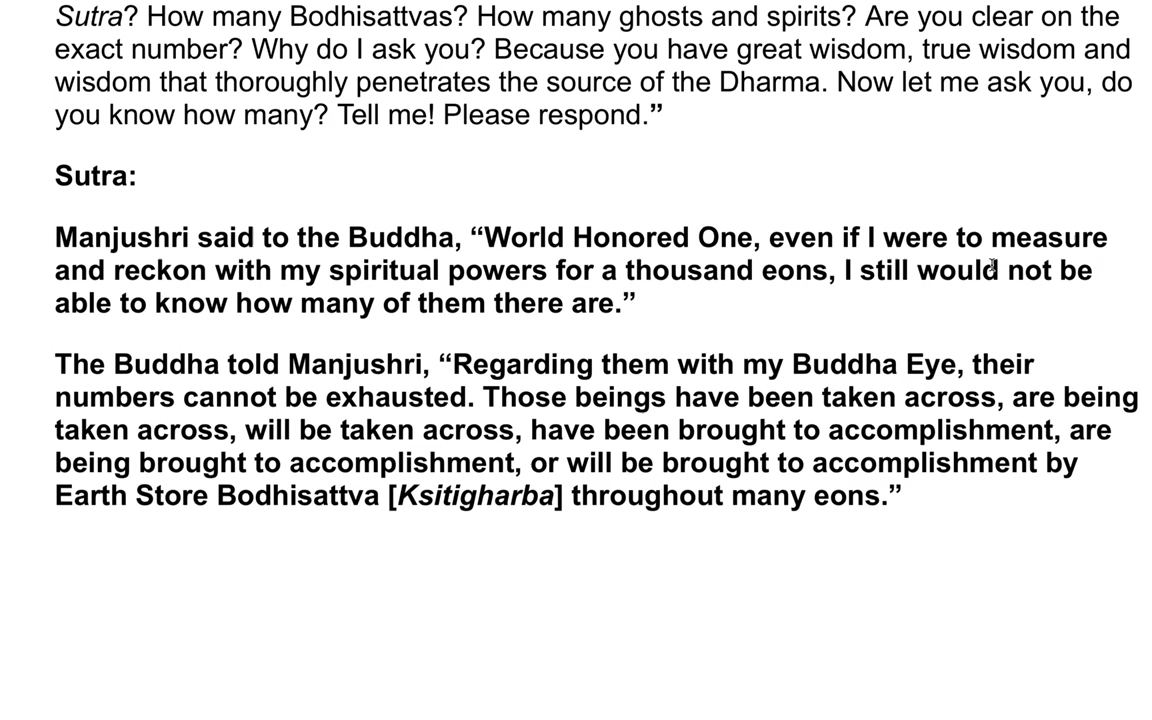 Sutra? How many Bodhisattvas? How many ghosts and spirits? Are you clear on the
exact number? Why do I ask you? Because you have great wisdom, true wisdom and
wisdom that thoroughly penetrates the source of the Dharma. Now let me ask you, do
you know how many? Tell me! Please respond.”
Sutra:
Manjushri said to the Buddha, “World Honored One, even if I were to measure
and reckon with my spiritual powers for a thousand eons, I still would not be
able to know how many of them there are.”
The Buddha told Manjushri, “Regarding them with my Buddha Eye, their
numbers cannot be exhausted. Those beings have been taken across, are being
taken across, will be taken across, have been brought to accomplishment, are
being brought to accomplishment, or will be brought to accomplishment by
Earth Store Bodhisattva [Ksitigharba] throughout many eons.”